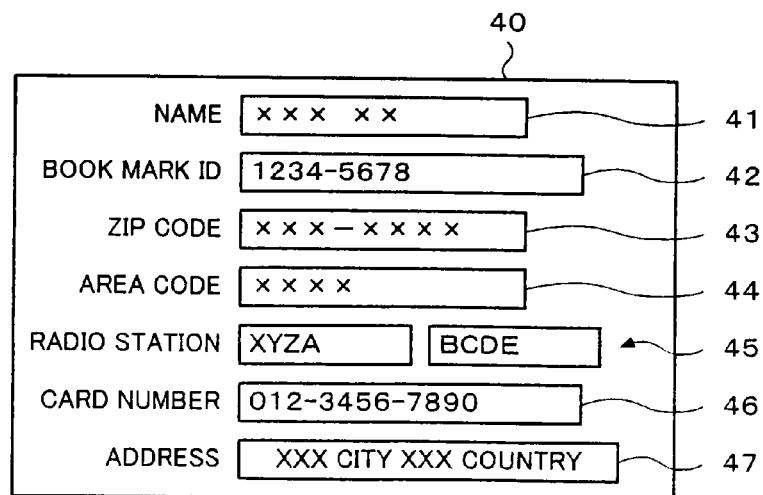 40
NAME × × × × × 41
BOOK MARK ID 1234-5678 42
ZIP CODE × × × – × × × × 43
AREA CODE × × × × 44
RADIO STATION XYZA BCDE 45
CARD NUMBER 012-3456-7890 46
ADDRESS XXX CITY XXX COUNTRY 47